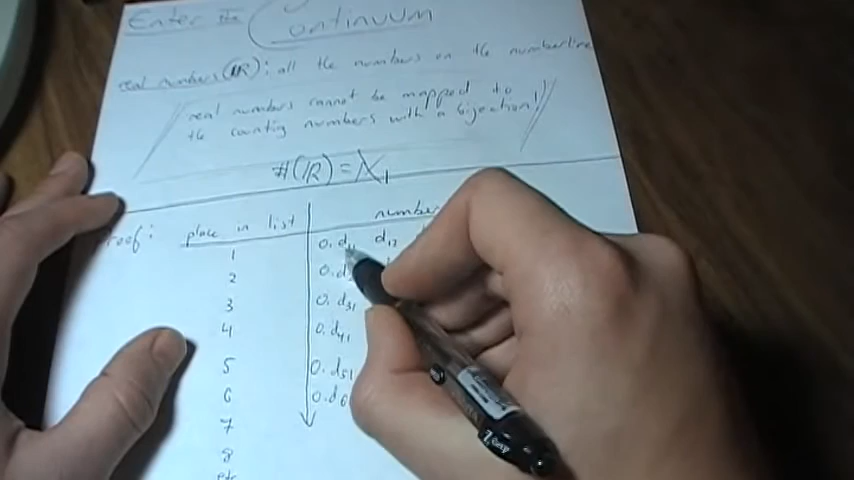 Enter the Continuum
real numbers (ℝ): all the numbers on the numberline
real numbers cannot be mapped to
the counting numbers with a bijection!
#(ℝ) = ℵ₁
proof: place in list number
1 0. d₁₁ d₁₂
2 0. d
3 0. d₃₁
4 0. d₄₁
5 0. d₅₁
6 0. d₆
7
8
etc